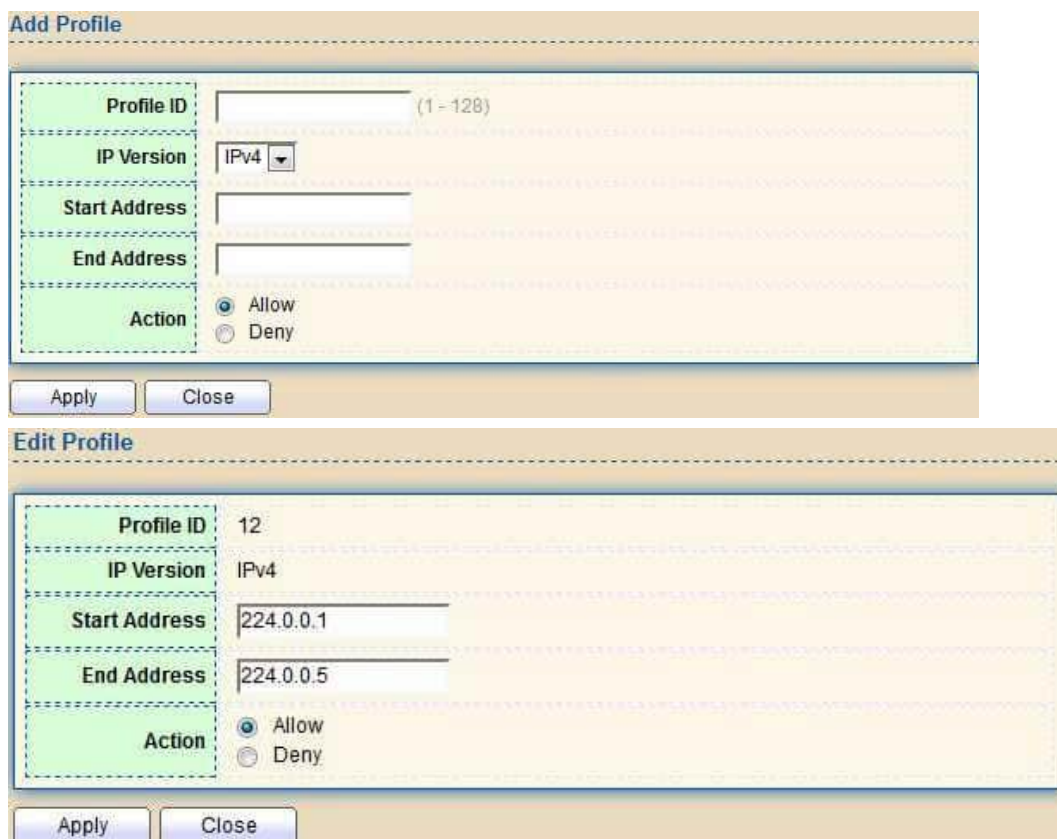 Add Profile
Profile ID (1 - 128)
IP Version IPv4
Start Address
End Address
Action Allow
Deny
Apply Close
Edit Profile
Profile ID 12
IP Version IPv4
Start Address 224.0.0.1
End Address 224.0.0.5
Action Allow
Deny
Apply Close